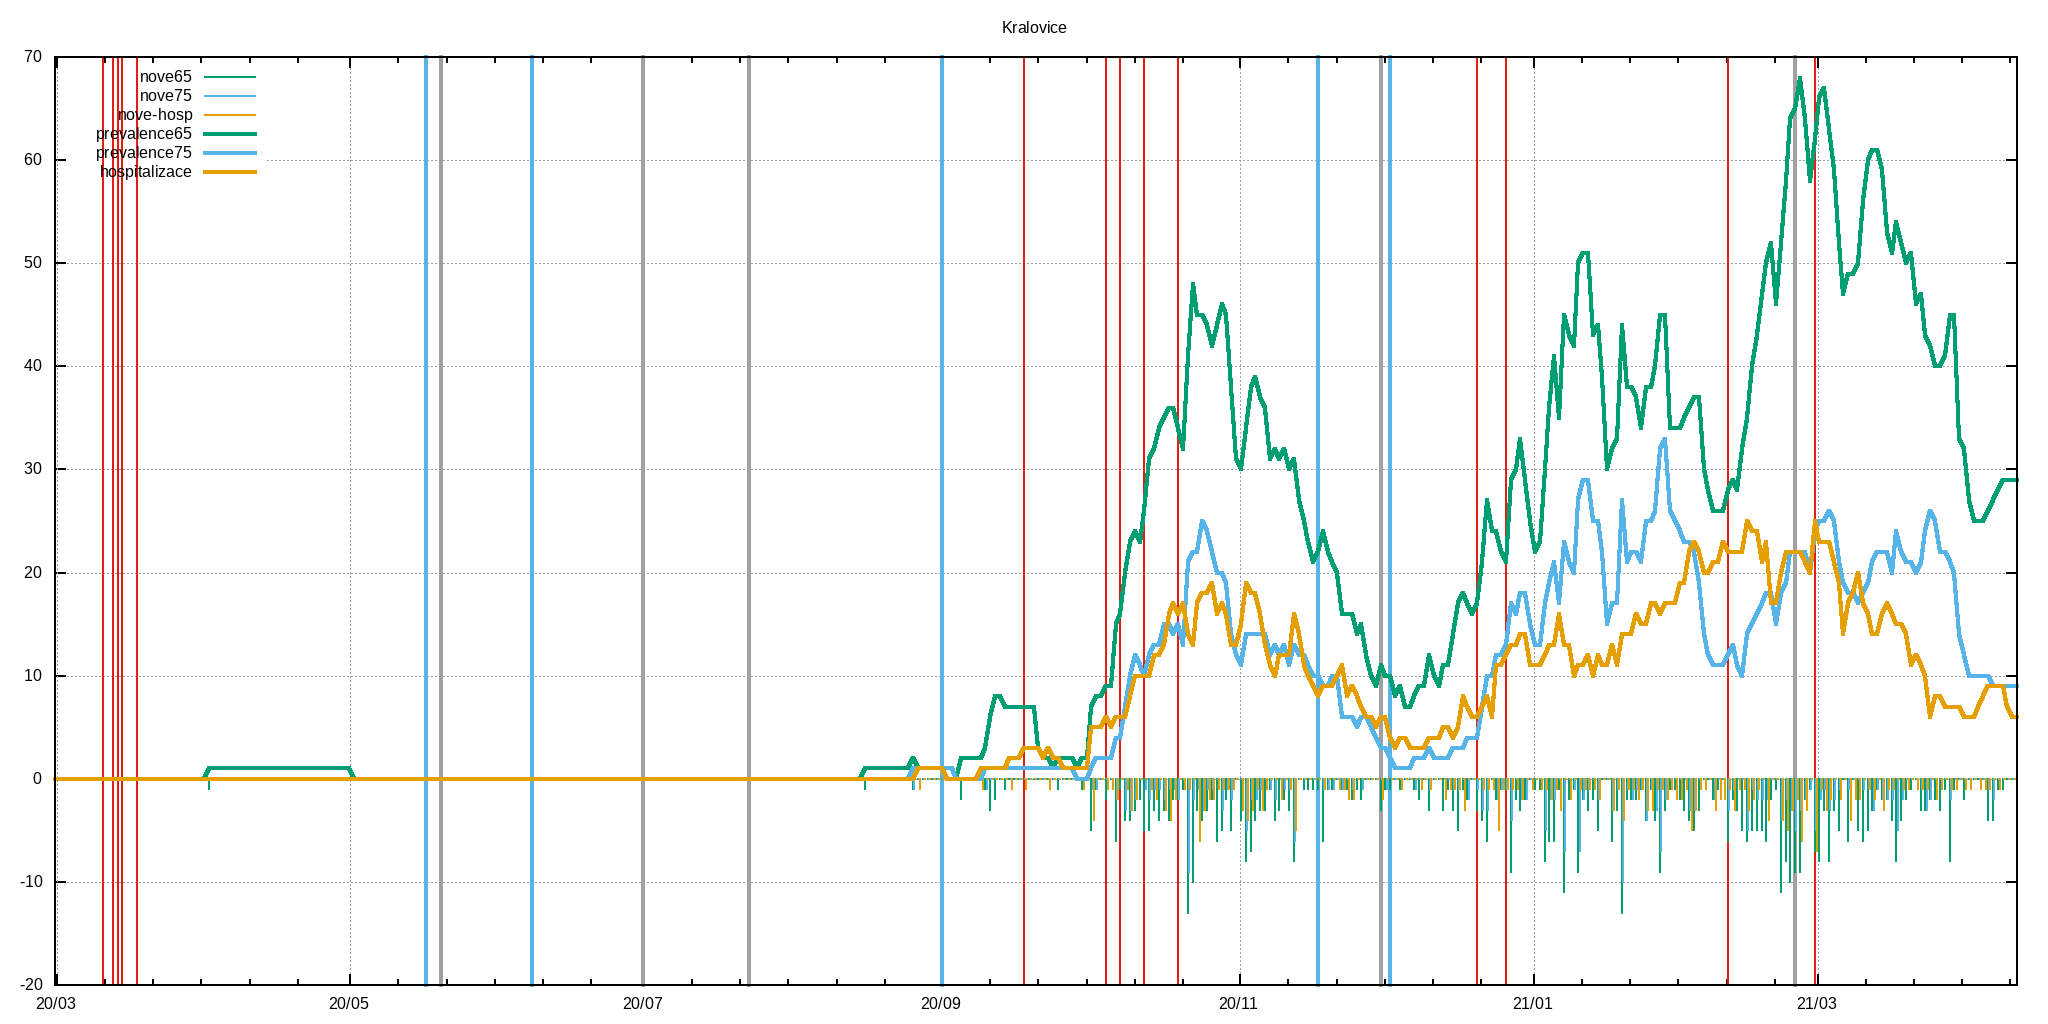 Kralovice
70
60
50
40
30
20
10
0
-10
-20
nove65
nove75
nove-hosp
prevalence65
prevalence75
hospitalizace
20/03 20/05 20/07 20/09 20/11 21/01 21/03